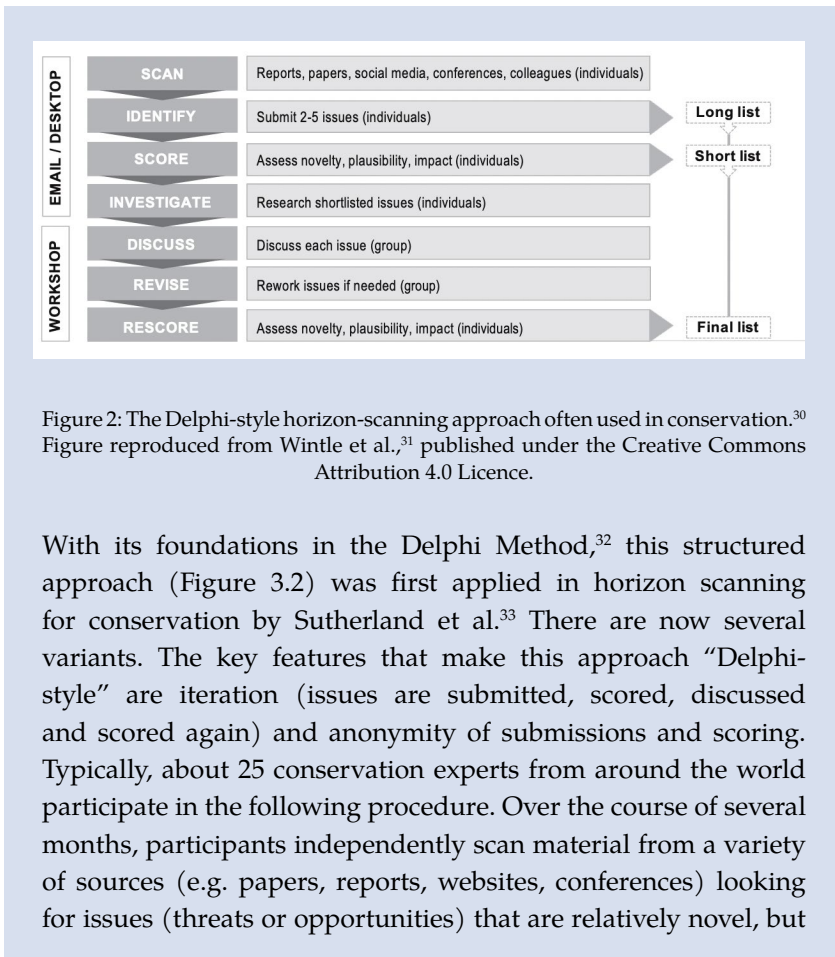 EMAIL / DESKTOP
SCAN
Reports, papers, social media, conferences, colleagues (individuals)
IDENTIFY
Submit 2-5 issues (individuals)
Long list
SCORE
Assess novelty, plausibility, impact (individuals)
Short list
INVESTIGATE
Research shortlisted issues (individuals)
WORKSHOP
DISCUSS
Discuss each issue (group)
REVISE
Rework issues if needed (group)
RESCORE
Assess novelty, plausibility, impact (individuals)
Final list
Figure 2: The Delphi-style horizon-scanning approach often used in conservation.³⁰
Figure reproduced from Wintle et al.,³¹ published under the Creative Commons
Attribution 4.0 Licence.
With its foundations in the Delphi Method,³² this structured
approach (Figure 3.2) was first applied in horizon scanning
for conservation by Sutherland et al.³³ There are now several
variants. The key features that make this approach “Delphi-
style” are iteration (issues are submitted, scored, discussed
and scored again) and anonymity of submissions and scoring.
Typically, about 25 conservation experts from around the world
participate in the following procedure. Over the course of several
months, participants independently scan material from a variety
of sources (e.g. papers, reports, websites, conferences) looking
for issues (threats or opportunities) that are relatively novel, but